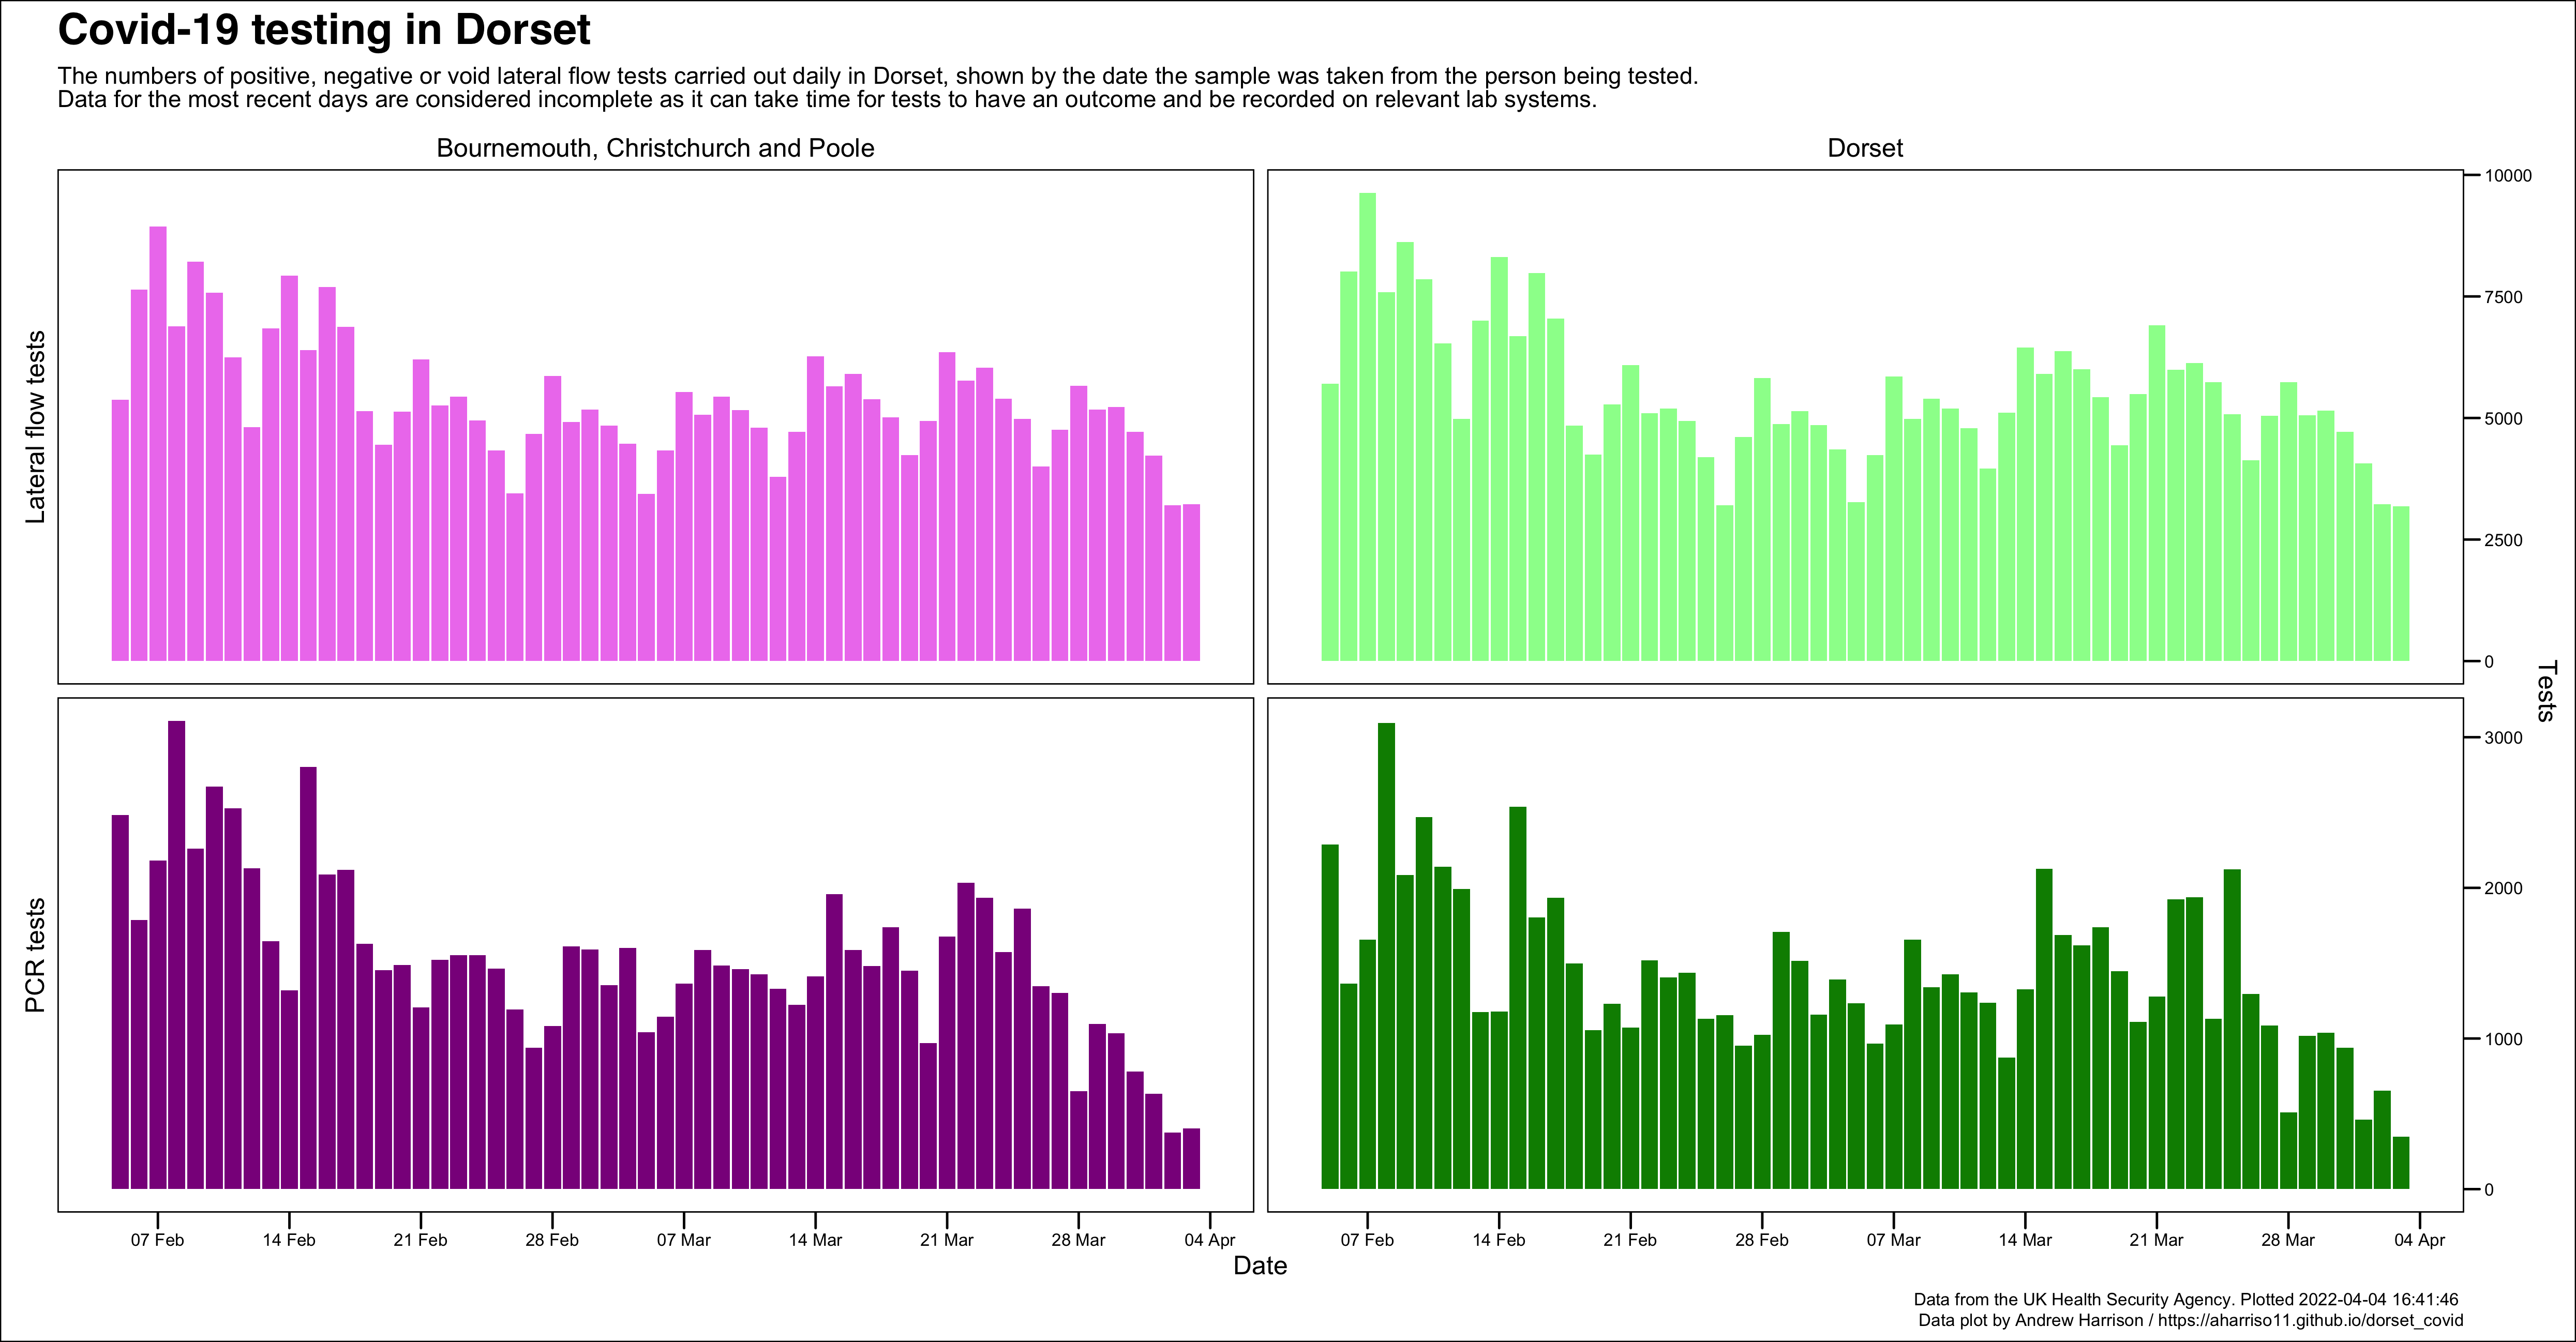 Covid-19 testing in Dorset
The numbers of positive, negative or void lateral flow tests carried out daily in Dorset, shown by the date the sample was taken from the person being tested.
Data for the most recent days are considered incomplete as it can take time for tests to have an outcome and be recorded on relevant lab systems.
Bournemouth, Christchurch and Poole
Dorset
Lateral flow tests
10000
7500
5000
2500
0
Tests
PCR tests
3000
2000
1000
0
07 Feb 14 Feb 21 Feb 28 Feb 07 Mar 14 Mar 21 Mar 28 Mar 04 Apr
07 Feb 14 Feb 21 Feb 28 Feb 07 Mar 14 Mar 21 Mar 28 Mar 04 Apr
Date
Data from the UK Health Security Agency. Plotted 2022-04-04 16:41:46
Data plot by Andrew Harrison / https://aharriso11.github.io/dorset_covid